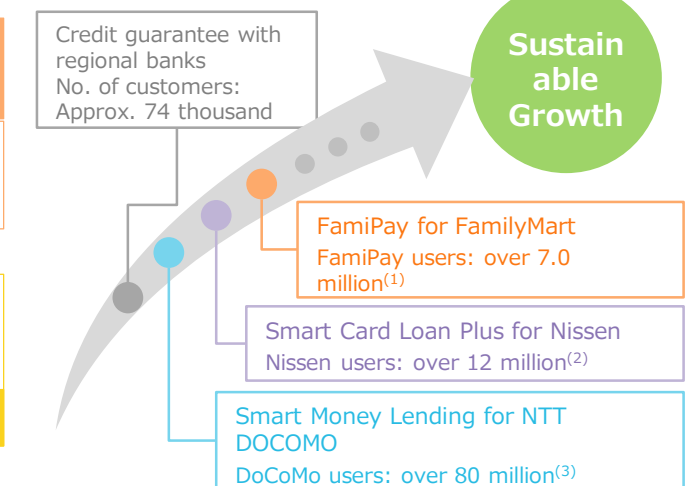 Credit guarantee with
regional banks
No. of customers:
Approx. 74 thousand
Sustain
able
Growth
FamiPay for FamilyMart
FamiPay users: over 7.0
million(1)
Smart Card Loan Plus for Nissen
Nissen users: over 12 million(2)
Smart Money Lending for NTT
DOCOMO
DoCoMo users: over 80 million(3)